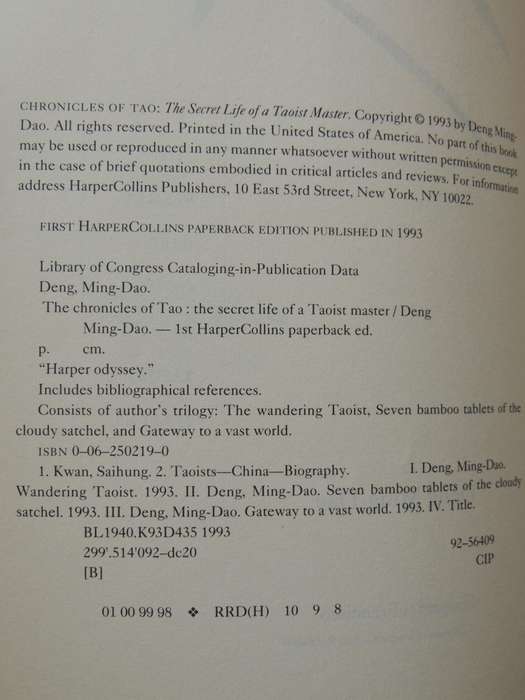 CHRONICLES OF TAO: The Secret Life of a Taoist Master. Copyright © 1993 by Deng Ming-
Dao. All rights reserved. Printed in the United States of America. No part of this book
may be used or reproduced in any manner whatsoever without written permission except
in the case of brief quotations embodied in critical articles and reviews. For information
address HarperCollins Publishers, 10 East 53rd Street, New York, NY 10022.
FIRST HARPERCOLLINS PAPERBACK EDITION PUBLISHED IN 1993
Library of Congress Cataloging-in-Publication Data
Deng, Ming-Dao.
The chronicles of Tao : the secret life of a Taoist master / Deng
Ming-Dao. — 1st HarperCollins paperback ed.
p. cm.
“Harper odyssey.”
Includes bibliographical references.
Consists of author’s trilogy: The wandering Taoist, Seven bamboo tablets of the
cloudy satchel, and Gateway to a vast world.
ISBN 0–06–250219–0
1. Kwan, Saihung. 2. Taoists—China—Biography. I. Deng, Ming-Dao.
Wandering Taoist. 1993. II. Deng, Ming-Dao. Seven bamboo tablets of the cloudy
satchel. 1993. III. Deng, Ming-Dao. Gateway to a vast world. 1993. IV. Title.
BL1940.K93D435 1993
299’.514’092–dc20 92–56409
[B] CIP
01 00 99 98 ❖ RRD(H) 10 9 8